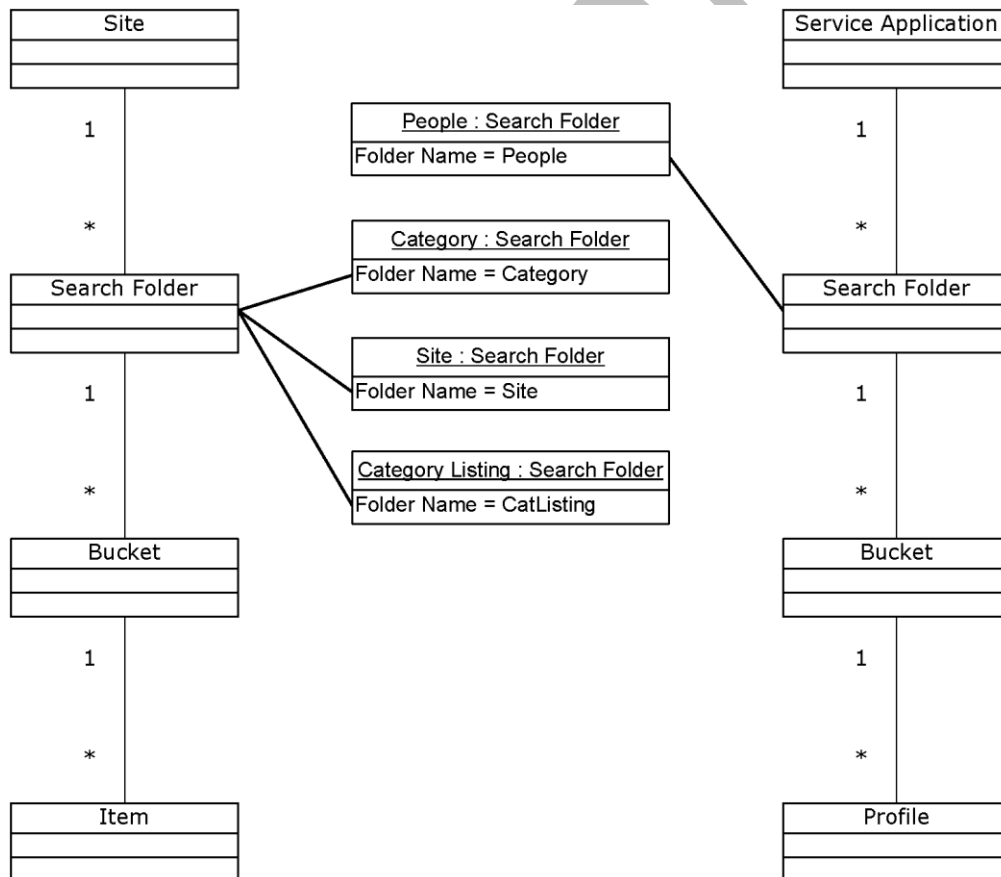 Site
1
*
Search Folder
1
*
Bucket
1
*
Item
People : Search Folder
Folder Name = People
Category : Search Folder
Folder Name = Category
Site : Search Folder
Folder Name = Site
Category Listing : Search Folder
Folder Name = CatListing
Service Application
1
*
Search Folder
1
*
Bucket
1
*
Profile